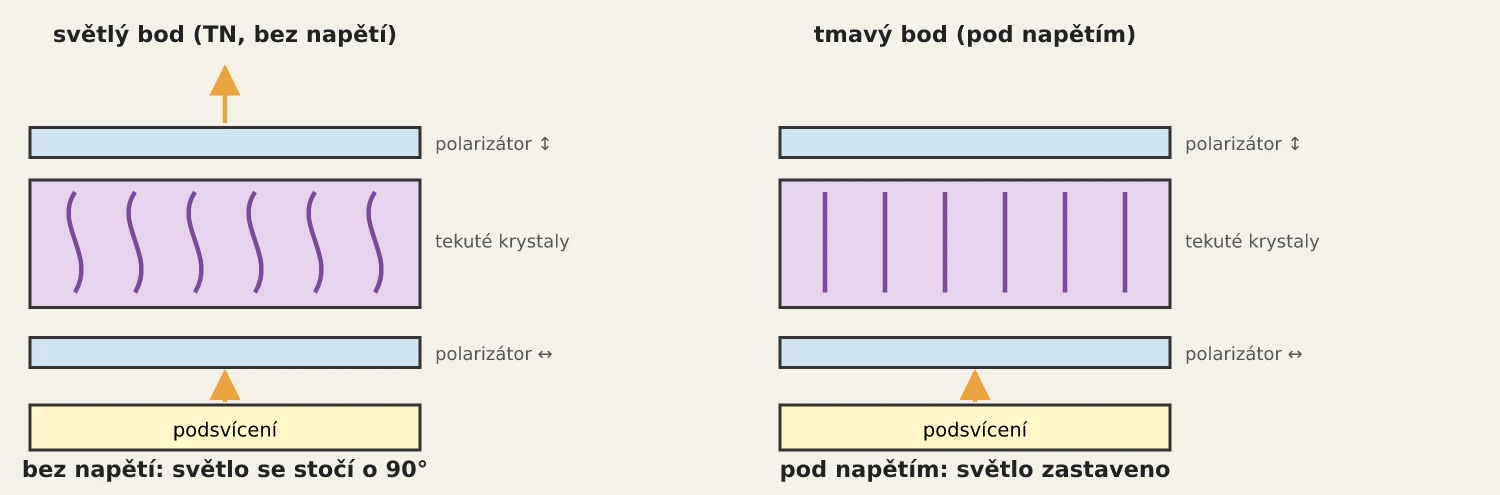 světlý bod (TN, bez napětí)
polarizátor ↕
tekuté krystaly
polarizátor ↔
podsvícení
bez napětí: světlo se stočí o 90°
tmavý bod (pod napětím)
polarizátor ↕
tekuté krystaly
polarizátor ↔
podsvícení
pod napětím: světlo zastaveno